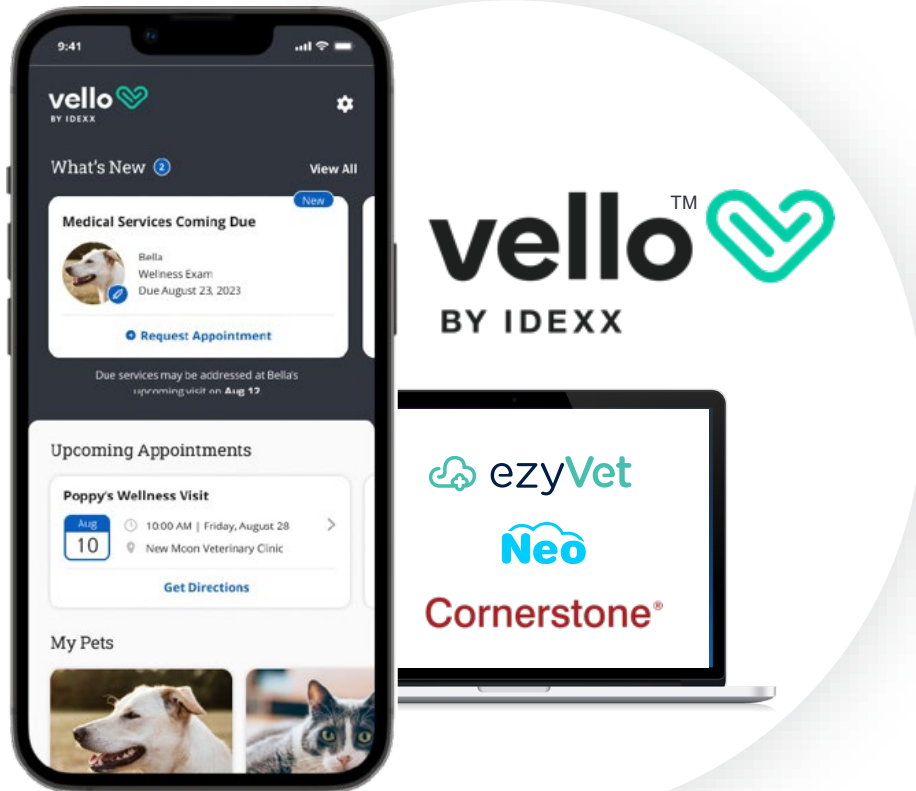 9:41
vello
BY IDEXX
What's New 2
View All
New
Medical Services Coming Due
Bella
Wellness Exam
Due August 23, 2023
Request Appointment
Due services may be addressed at Bella's
upcoming visit on Aug 12
Upcoming Appointments
Poppy's Wellness Visit
Aug
10
10:00 AM | Friday, August 28
New Moon Veterinary Clinic
Get Directions
My Pets
vello™
BY IDEXX
ezyVet
Neo
Cornerstone®